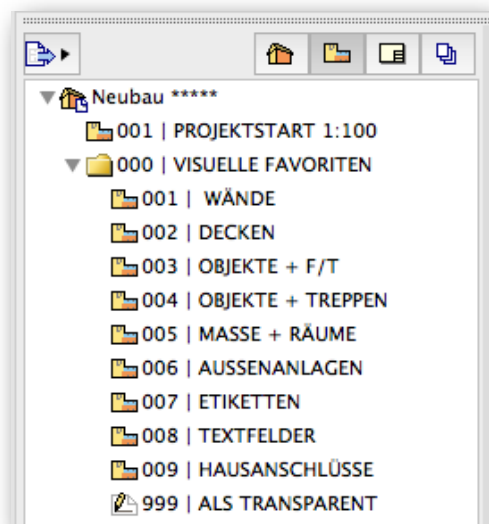 Neubau *****
001 | PROJEKTSTART 1:100
000 | VISUELLE FAVORITEN
001 | WÄNDE
002 | DECKEN
003 | OBJEKTE + F/T
004 | OBJEKTE + TREPPEN
005 | MASSE + RÄUME
006 | AUSSENANLAGEN
007 | ETIKETTEN
008 | TEXTFELDER
009 | HAUSANSCHLÜSSE
999 | ALS TRANSPARENT